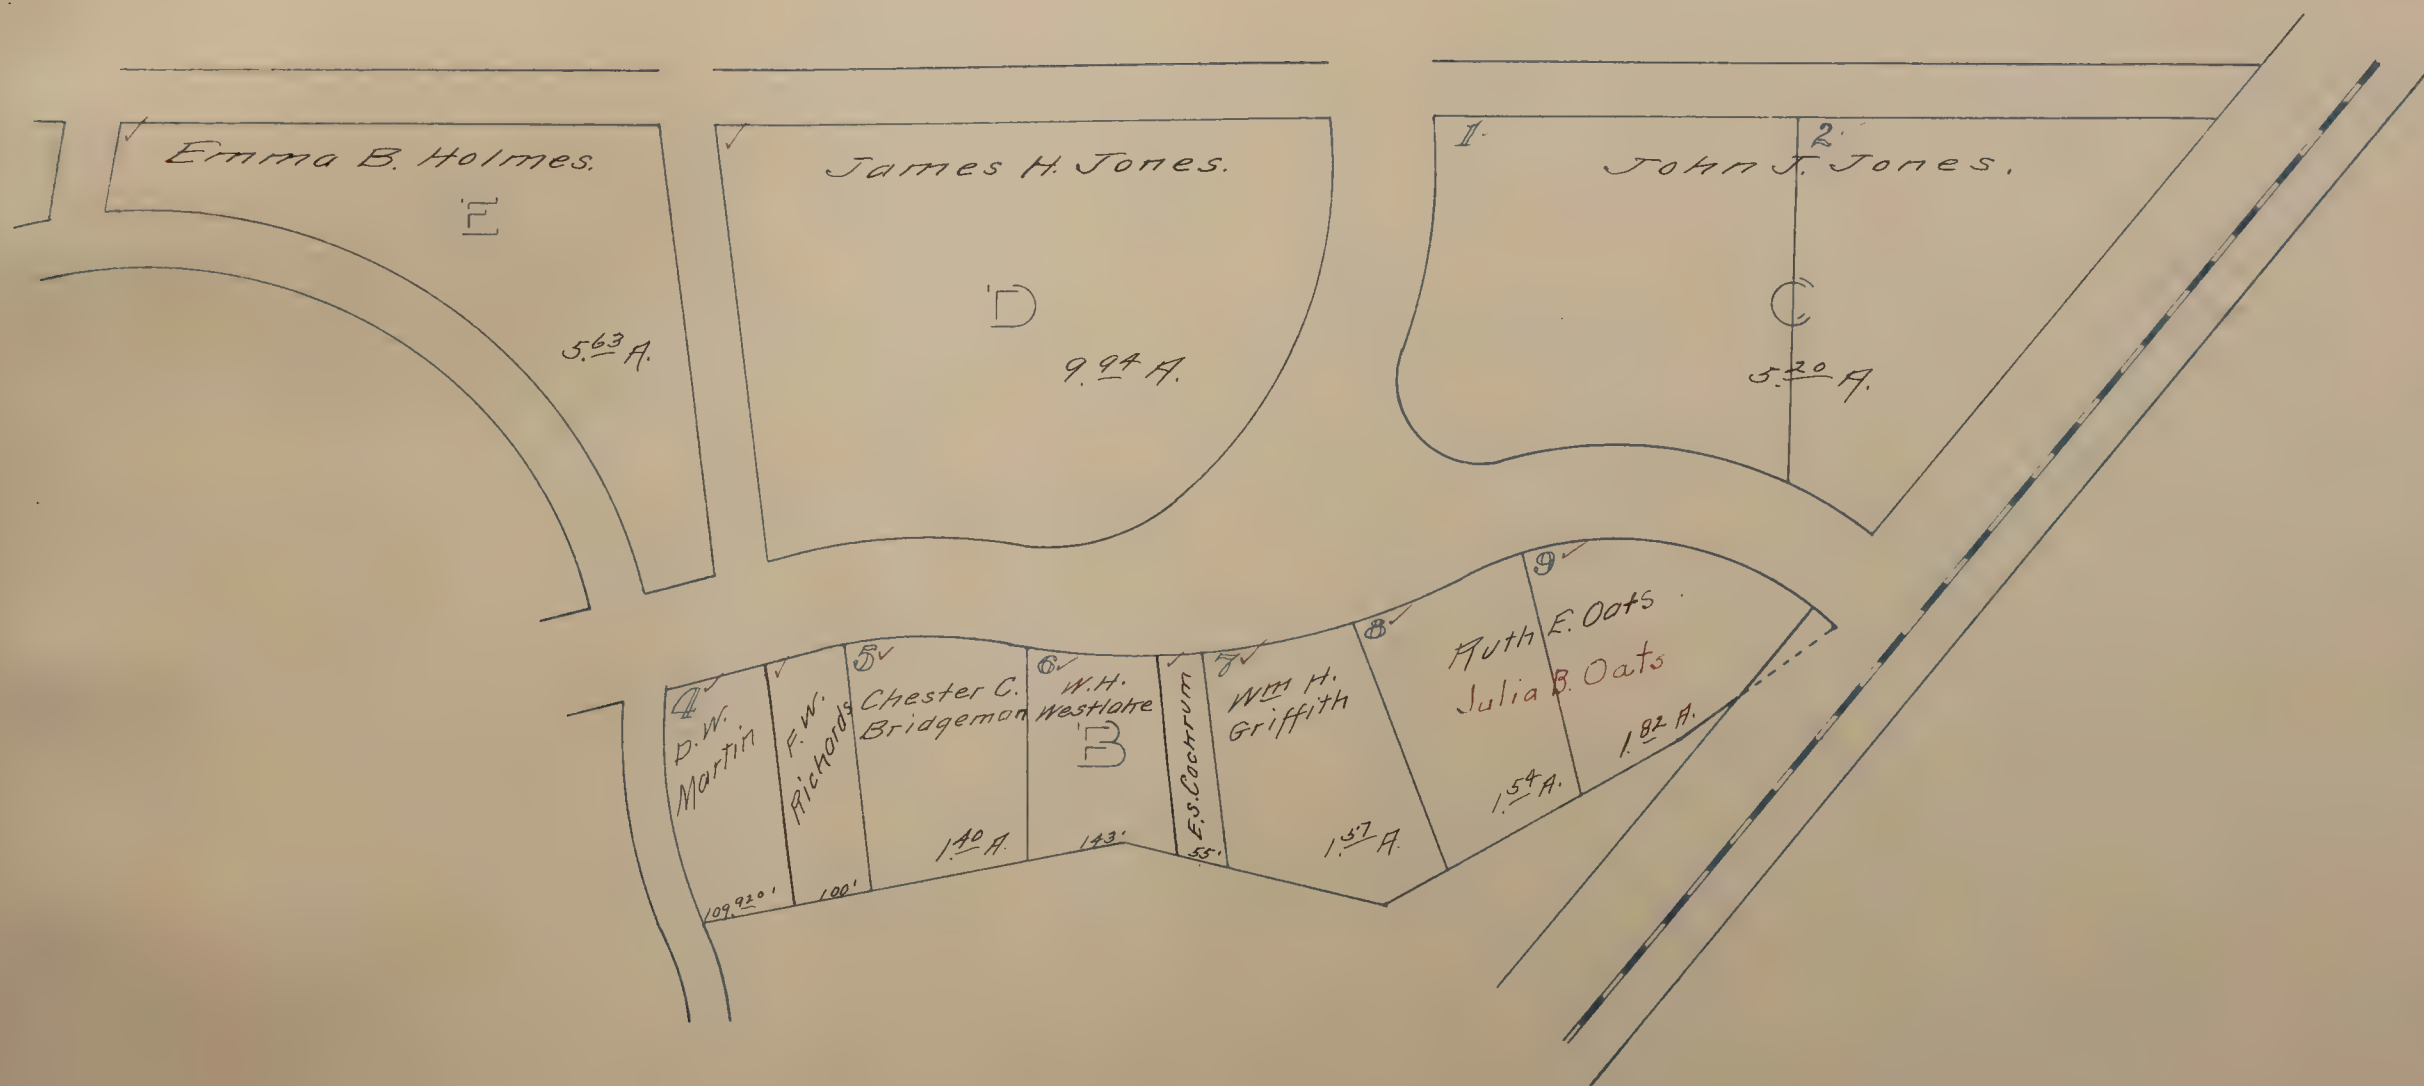 Emma B. Holmes.
E
5.63 A.
James H. Jones.
D
9.94 A.
1.
2.
John J. Jones.
C
5.20 A.
4
D. W.
Martin
109.920'
F. W.
Richards
100'
5
Chester C.
Bridgeman
1.40 A.
6
W. H.
Westlake
B
143'
E.S. Cochrum
55'
7
Wm H.
Griffith
1.57 A.
8
9
Ruth E. Oats
Julia B. Oats
1.54 A.
1.82 A.